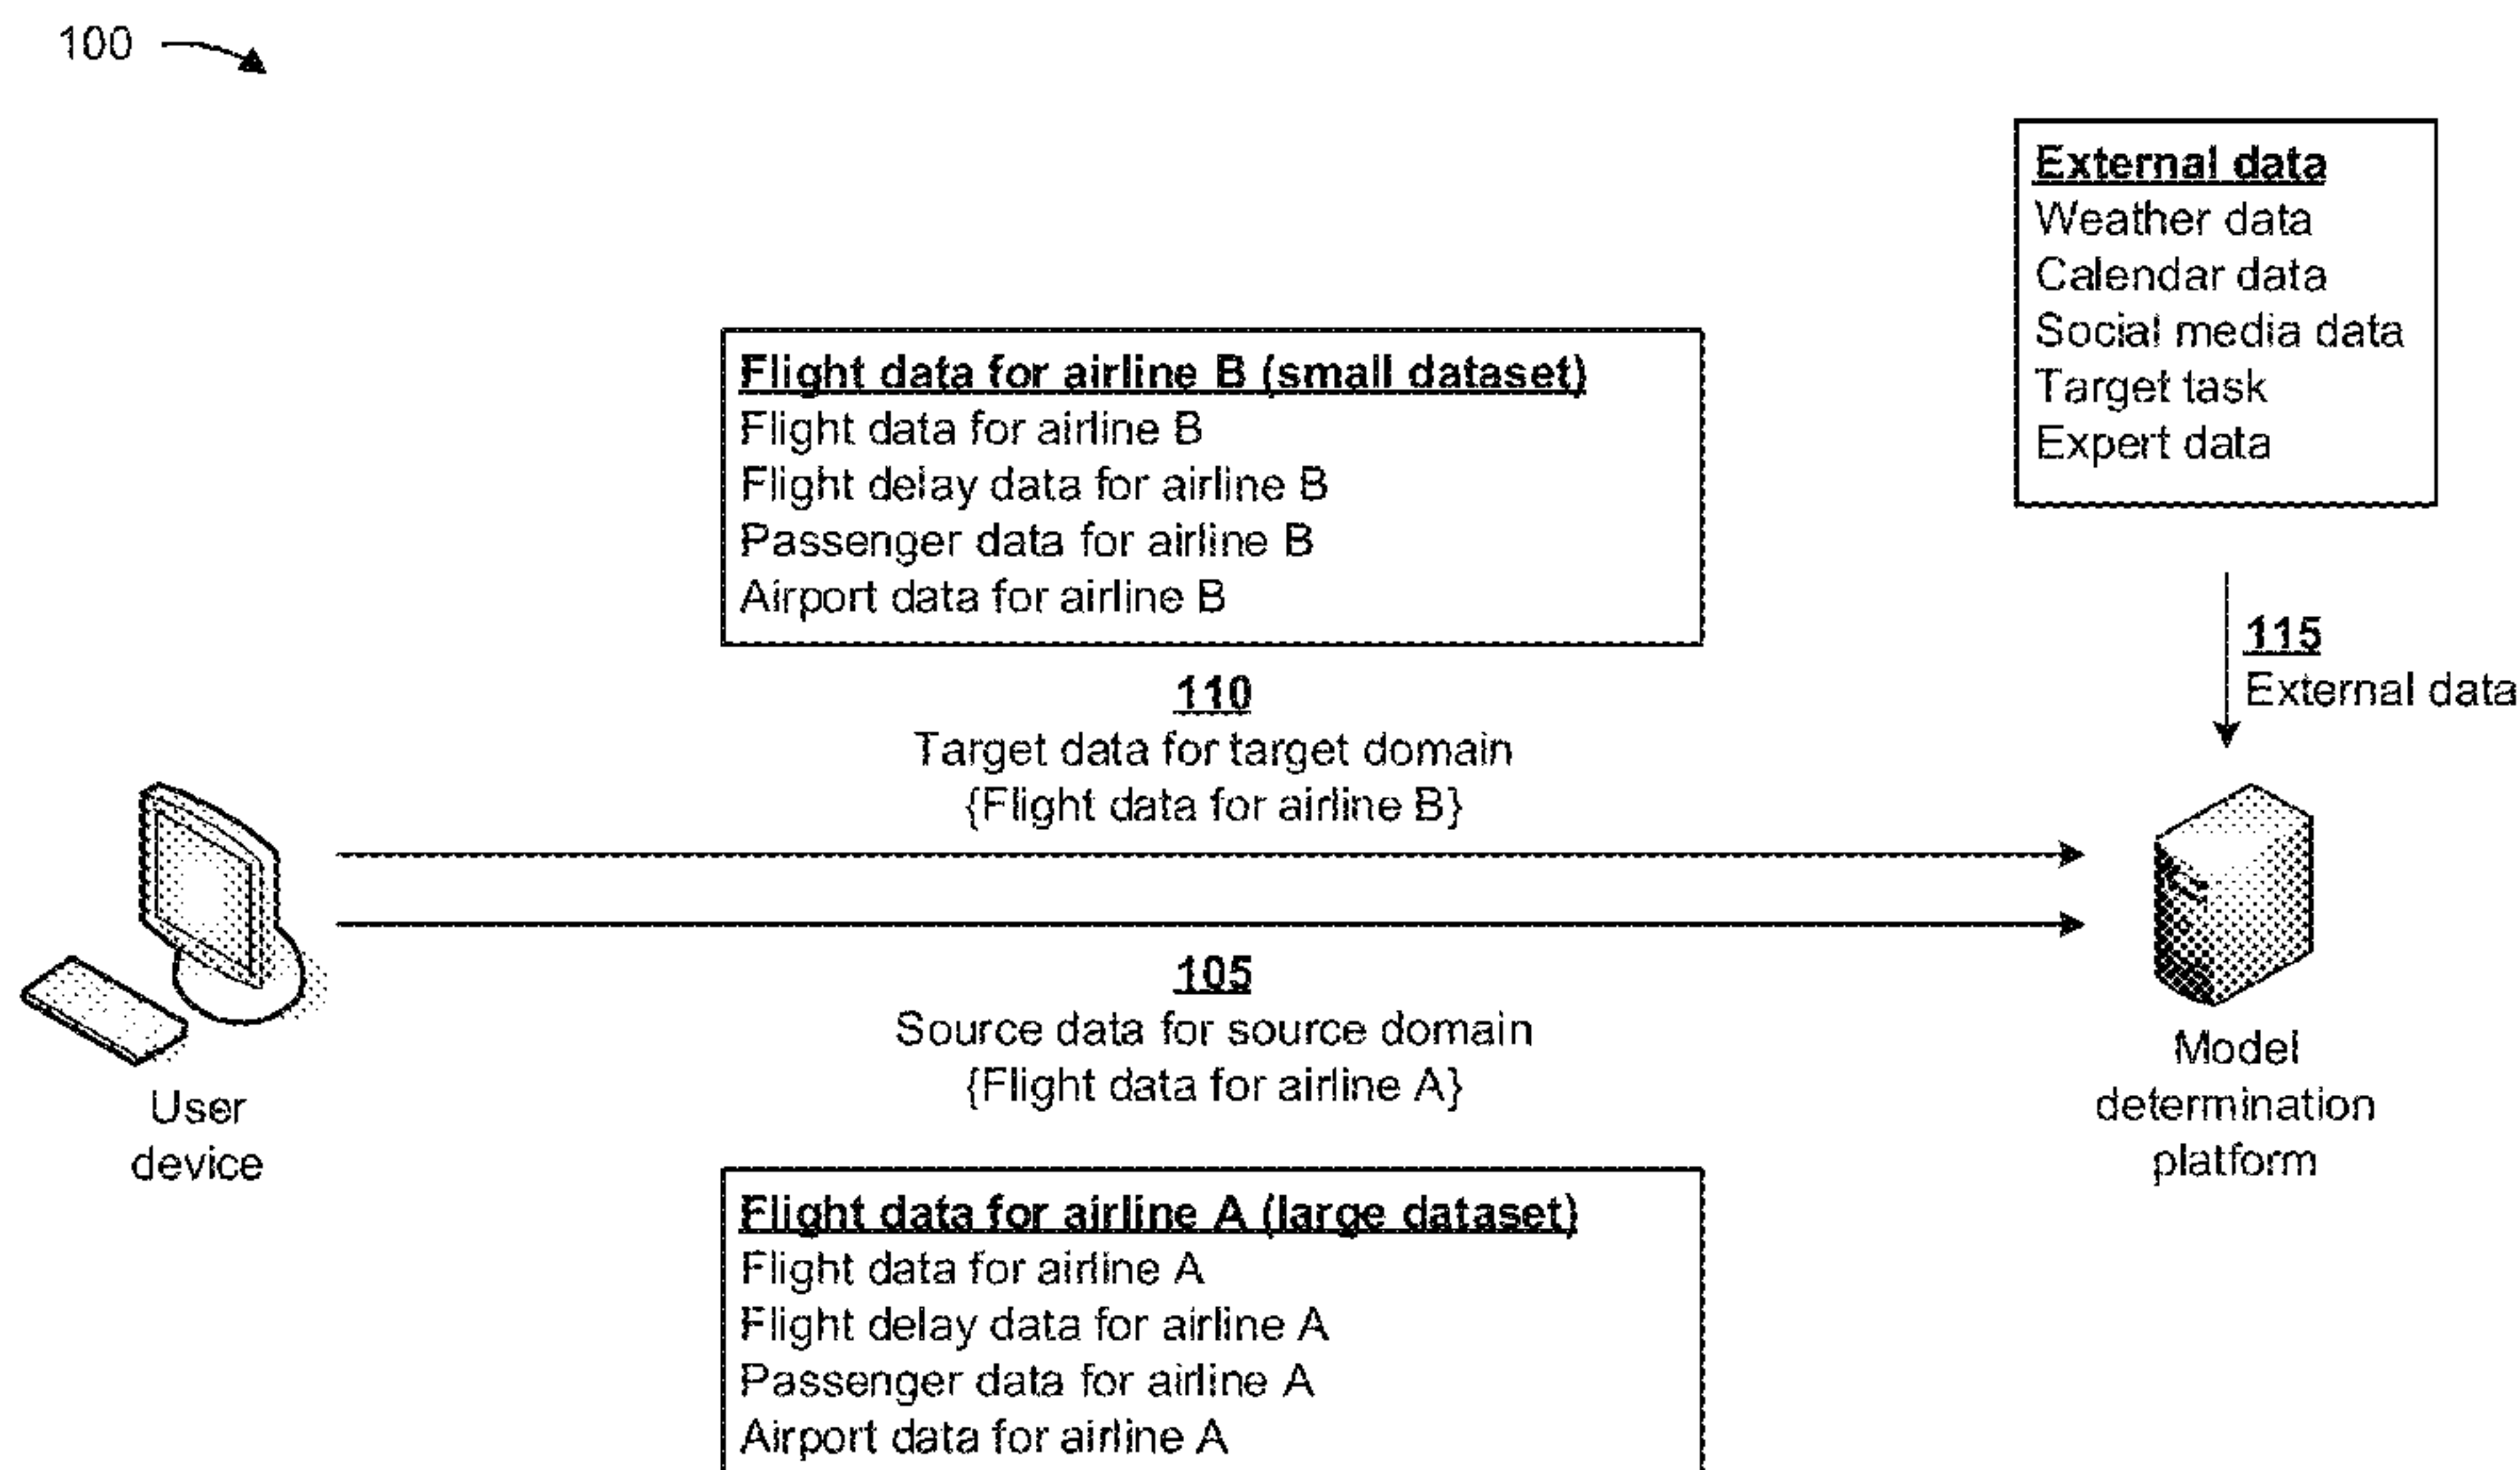 100
External data
Weather data
Calendar data
Social media data
Target task
Expert data
Flight data for airline B (small dataset)
Flight data for airline B
Flight delay data for airline B
Passenger data for airline B
Airport data for airline B
115
External data
110
Target data for target domain
{Flight data for airline B}
105
Source data for source domain
{Flight data for airline A}
User
device
Model
determination
platform
Flight data for airline A (large dataset)
Flight data for airline A
Flight delay data for airline A
Passenger data for airline A
Airport data for airline A